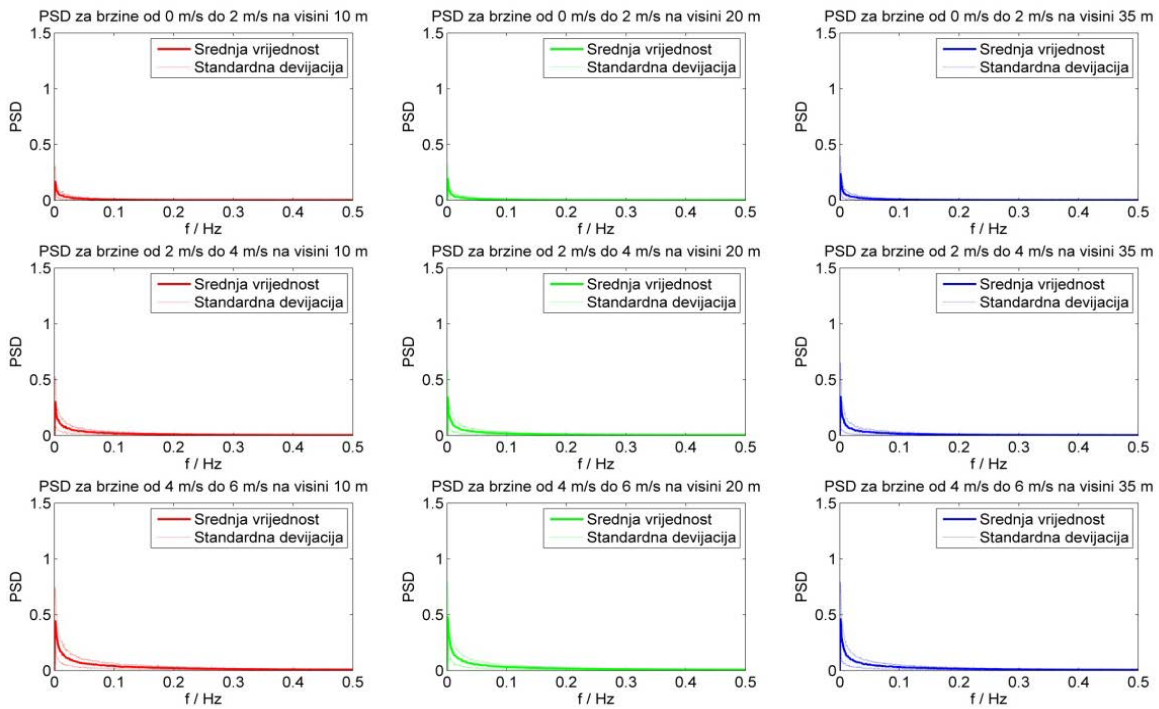 PSD za brzine od 0 m/s do 2 m/s na visini 10 m
1.5
1
0.5
0
PSD
Srednja vrijednost
Standardna devijacija
0 0.1 0.2 0.3 0.4 0.5
f / Hz
PSD za brzine od 0 m/s do 2 m/s na visini 20 m
1.5
1
0.5
0
PSD
Srednja vrijednost
Standardna devijacija
0 0.1 0.2 0.3 0.4 0.5
f / Hz
PSD za brzine od 0 m/s do 2 m/s na visini 35 m
1.5
1
0.5
0
PSD
Srednja vrijednost
Standardna devijacija
0 0.1 0.2 0.3 0.4 0.5
f / Hz
PSD za brzine od 2 m/s do 4 m/s na visini 10 m
1.5
1
0.5
0
PSD
Srednja vrijednost
Standardna devijacija
0 0.1 0.2 0.3 0.4 0.5
f / Hz
PSD za brzine od 2 m/s do 4 m/s na visini 20 m
1.5
1
0.5
0
PSD
Srednja vrijednost
Standardna devijacija
0 0.1 0.2 0.3 0.4 0.5
f / Hz
PSD za brzine od 2 m/s do 4 m/s na visini 35 m
1.5
1
0.5
0
PSD
Srednja vrijednost
Standardna devijacija
0 0.1 0.2 0.3 0.4 0.5
f / Hz
PSD za brzine od 4 m/s do 6 m/s na visini 10 m
1.5
1
0.5
0
PSD
Srednja vrijednost
Standardna devijacija
0 0.1 0.2 0.3 0.4 0.5
f / Hz
PSD za brzine od 4 m/s do 6 m/s na visini 20 m
1.5
1
0.5
0
PSD
Srednja vrijednost
Standardna devijacija
0 0.1 0.2 0.3 0.4 0.5
f / Hz
PSD za brzine od 4 m/s do 6 m/s na visini 35 m
1.5
1
0.5
0
PSD
Srednja vrijednost
Standardna devijacija
0 0.1 0.2 0.3 0.4 0.5
f / Hz